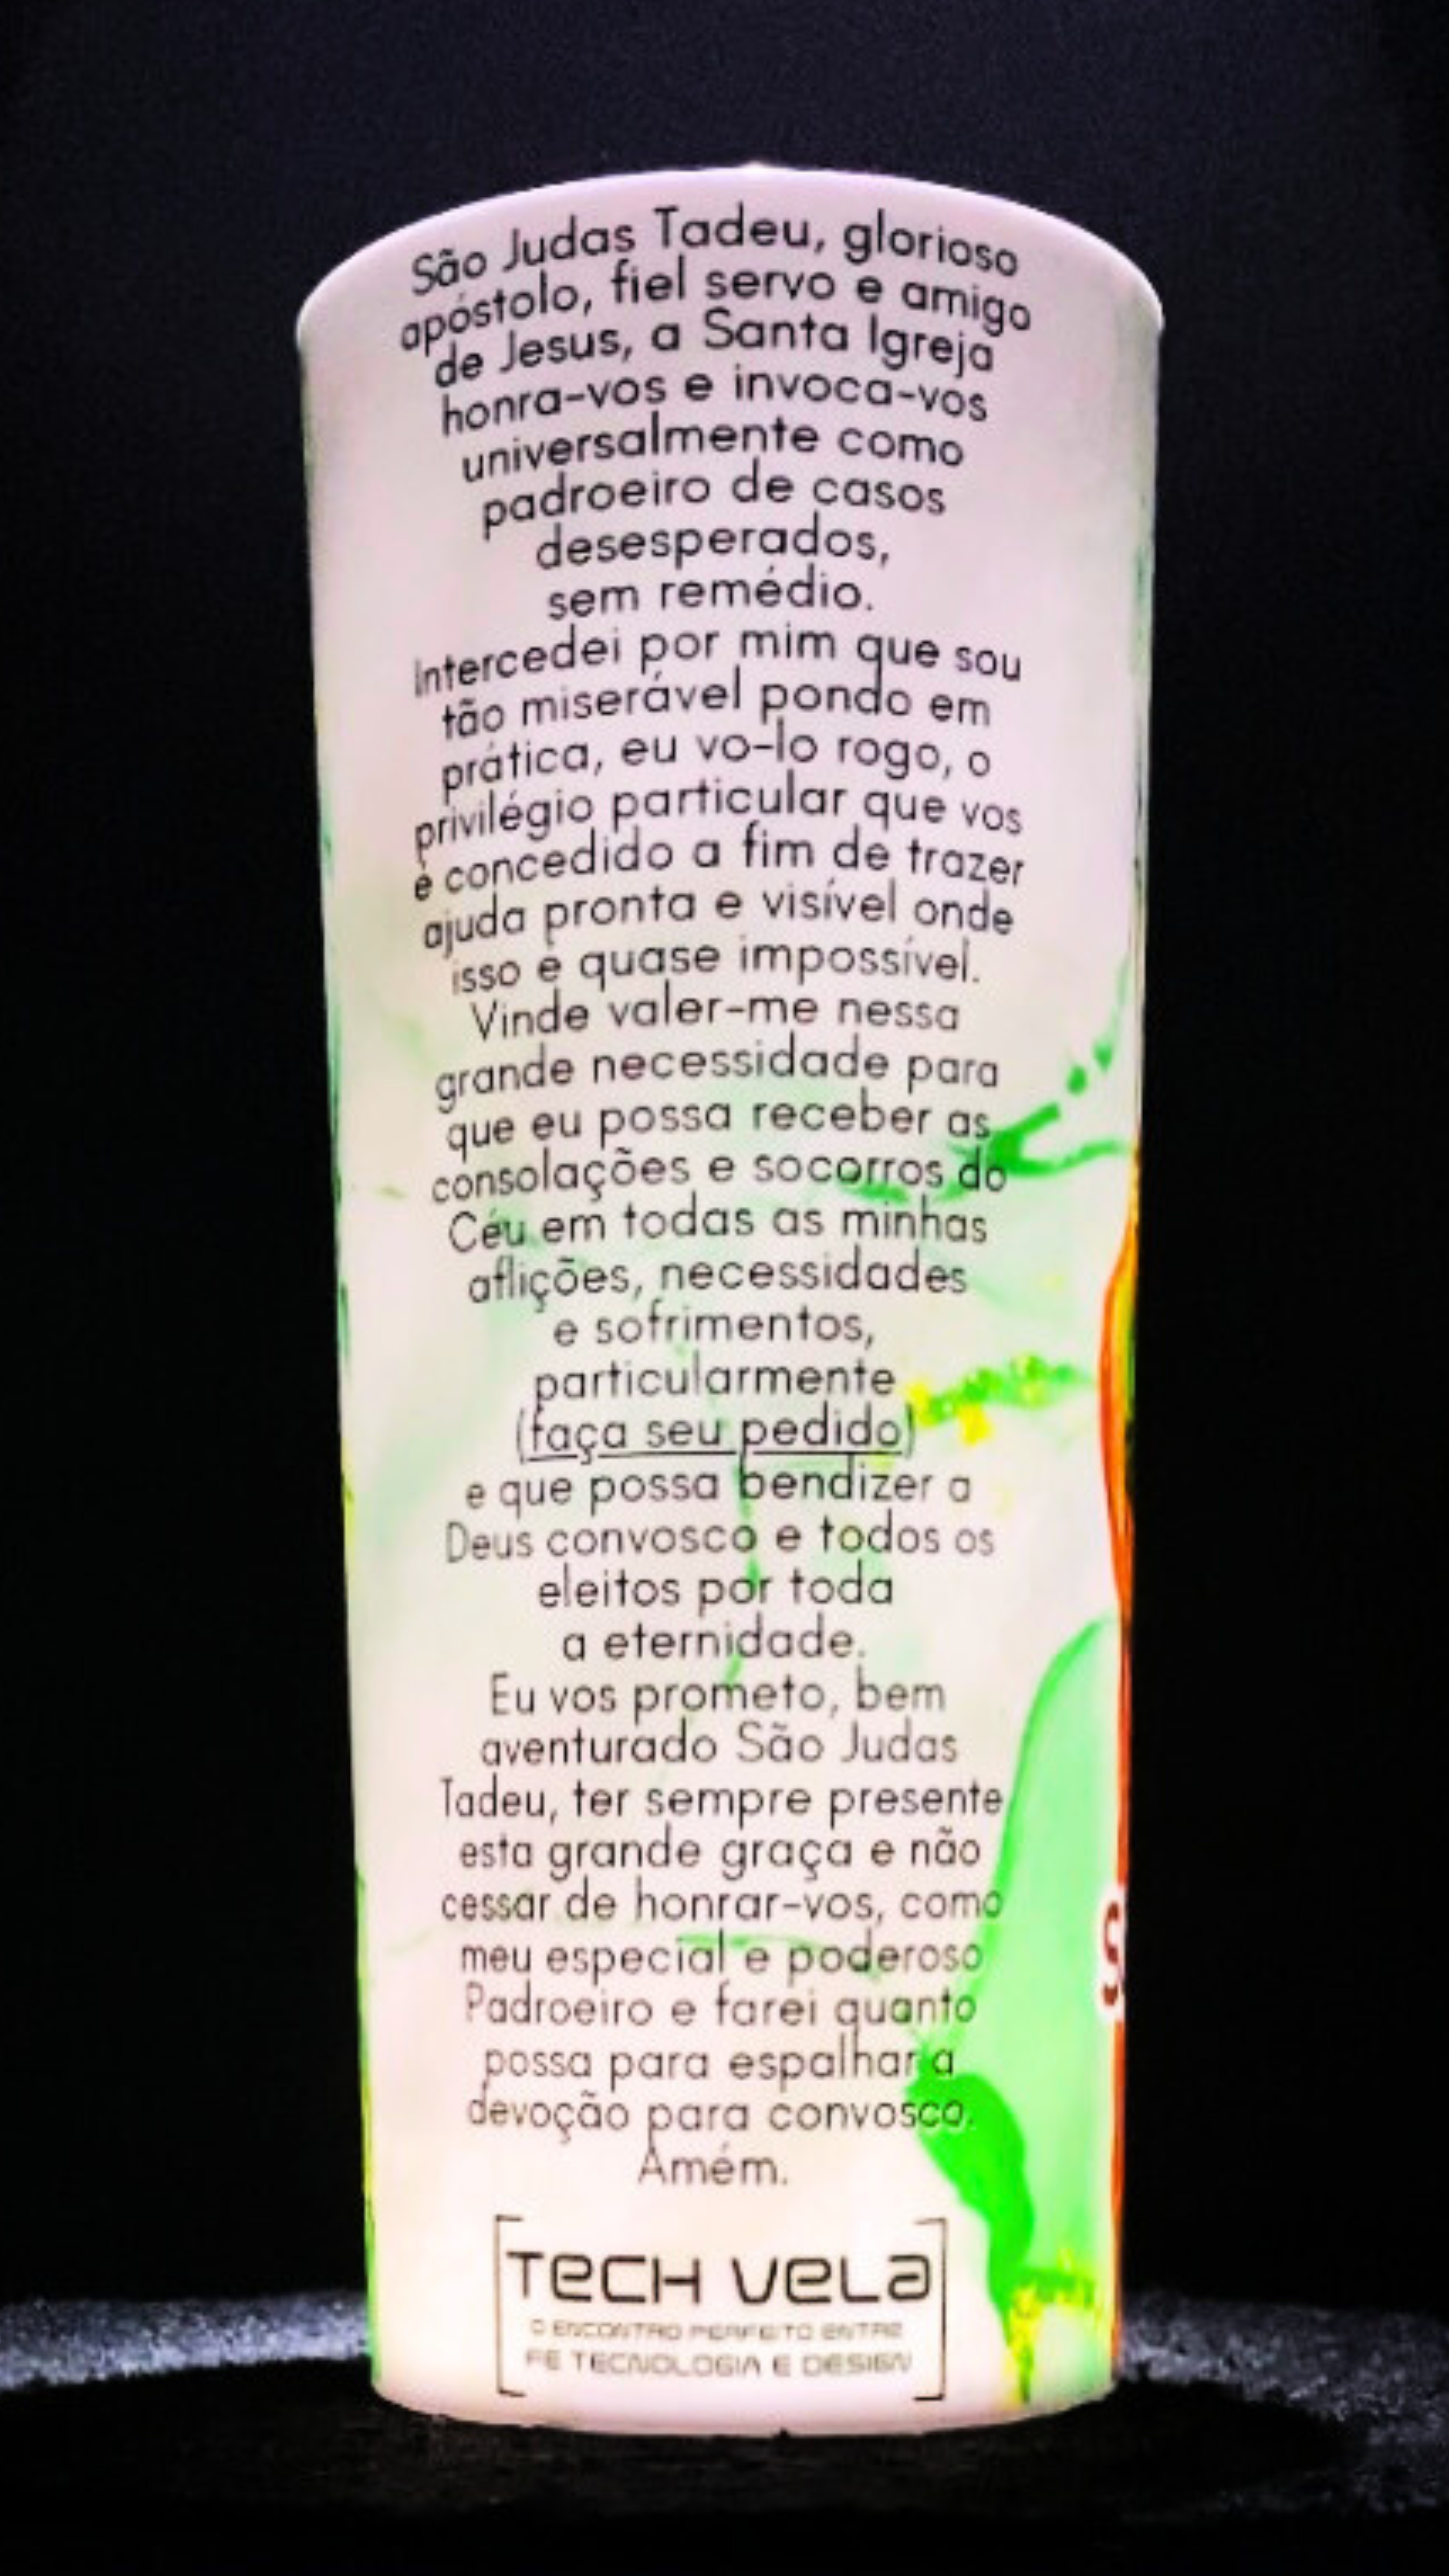 São Judas Tadeu, glorioso
apóstolo, fiel servo e amigo
de Jesus, a Santa Igreja
honra-vos e invoca-vos
universalmente como
padroeiro de casos
desesperados,
sem remédio.
Intercedei por mim que sou
tão miserável pondo em
prática, eu vo-lo rogo, o
privilégio particular que vos
é concedido a fim de trazer
ajuda pronta e visível onde
isso é quase impossível.
Vinde valer-me nessa
grande necessidade para
que eu possa receber as
consolações e socorros do
Céu em todas as minhas
aflições, necessidades
e sofrimentos,
particularmente
(faça seu pedido)
e que possa bendizer a
Deus convosco e todos os
eleitos por toda
a eternidade.
Eu vos prometo, bem
aventurado São Judas
Tadeu, ter sempre presente
esta grande graça e não
cessar de honrar-vos, como
meu especial e poderoso
Padroeiro e farei quanto
possa para espalhar a
devoção para convosco.
Amém.
TECH VELA
O ENCONTRO PERFEITO ENTRE
FE TECNOLOGIA E DESIGN
S